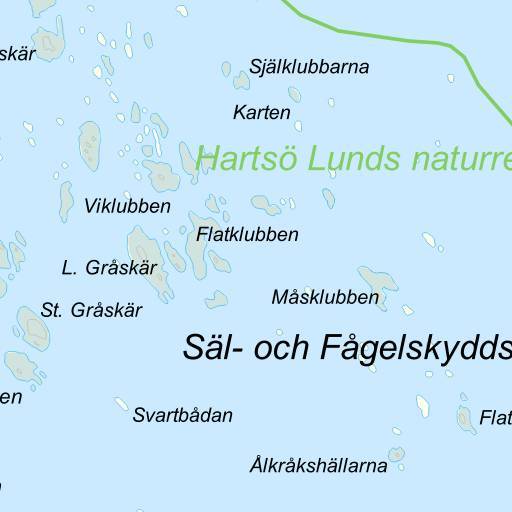 skär
Själklubbarna
Karten
Hartsö Lunds naturre
Viklubben
Flatklubben
L. Gråskär
Måsklubben
St. Gråskär
Säl- och Fågelskydds
en
Svartbådan
Flat
Ålkråkshällarna